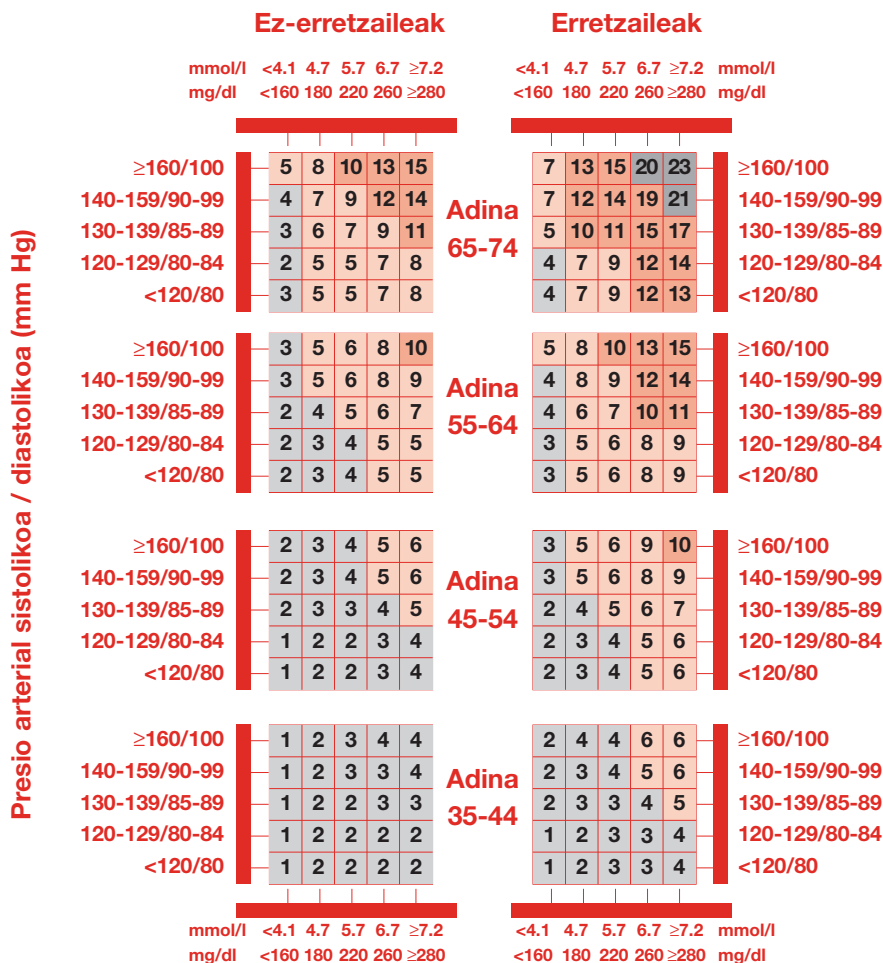 Ez-erretzaileak Erretzaileak
mmol/l <4.1 4.7 5.7 6.7 ≥7.2 <4.1 4.7 5.7 6.7 ≥7.2 mmol/l
mg/dl <160 180 220 260 ≥280 <160 180 220 260 ≥280 mg/dl
Presio arterial sistolikoa / diastolikoa (mm Hg)
≥160/100 5 8 10 13 15 7 13 15 20 23 ≥160/100
140-159/90-99 4 7 9 12 14 Adina 7 12 14 19 21 140-159/90-99
130-139/85-89 3 6 7 9 11 65-74 5 10 11 15 17 130-139/85-89
120-129/80-84 2 5 5 7 8 4 7 9 12 14 120-129/80-84
<120/80 3 5 5 7 8 4 7 9 12 13 <120/80
≥160/100 3 5 6 8 10 5 8 10 13 15 ≥160/100
140-159/90-99 3 5 6 8 9 Adina 4 8 9 12 14 140-159/90-99
130-139/85-89 2 4 5 6 7 55-64 4 6 7 10 11 130-139/85-89
120-129/80-84 2 3 4 5 5 3 5 6 8 9 120-129/80-84
<120/80 2 3 4 5 5 3 5 6 8 9 <120/80
≥160/100 2 3 4 5 6 3 5 6 9 10 ≥160/100
140-159/90-99 2 3 4 5 6 Adina 3 5 6 8 9 140-159/90-99
130-139/85-89 2 3 3 4 5 45-54 2 4 5 6 7 130-139/85-89
120-129/80-84 1 2 2 3 4 2 3 4 5 6 120-129/80-84
<120/80 1 2 2 3 4 2 3 4 5 6 <120/80
≥160/100 1 2 3 4 4 2 4 4 6 6 ≥160/100
140-159/90-99 1 2 3 3 4 Adina 2 3 4 5 6 140-159/90-99
130-139/85-89 1 2 2 3 3 35-44 2 3 3 4 5 130-139/85-89
120-129/80-84 1 2 2 2 2 1 2 3 3 4 120-129/80-84
<120/80 1 2 2 2 2 1 2 3 3 4 <120/80
mmol/l <4.1 4.7 5.7 6.7 ≥7.2 <4.1 4.7 5.7 6.7 ≥7.2 mmol/l
mg/dl <160 180 220 260 ≥280 <160 180 220 260 ≥280 mg/dl